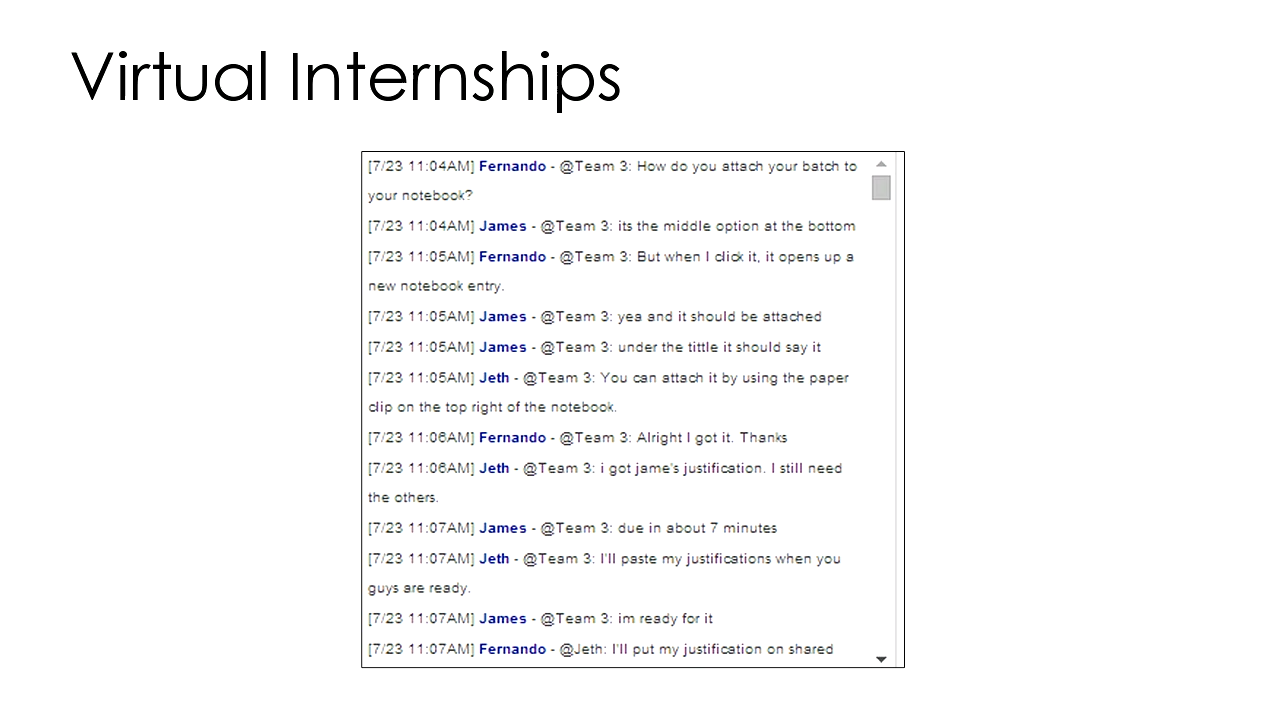 Virtual Internships
[7/23 11:04AM] Fernando - @Team 3: How do you attach your batch to
your notebook?
[7/23 11:04AM] James - @Team 3: its the middle option at the bottom
[7/23 11:05AM] Fernando - @Team 3: But when I click it, it opens up a
new notebook entry.
[7/23 11:05AM] James - @Team 3: yea and it should be attached
[7/23 11:05AM] James - @Team 3: under the tittle it should say it
[7/23 11:05AM] Jeth - @Team 3: You can attach it by using the paper
clip on the top right of the notebook.
[7/23 11:06AM] Fernando - @Team 3: Alright I got it. Thanks
[7/23 11:06AM] Jeth - @Team 3: i got jame's justification. I still need
the others.
[7/23 11:07AM] James - @Team 3: due in about 7 minutes
[7/23 11:07AM] Jeth - @Team 3: I'll paste my justifications when you
guys are ready.
[7/23 11:07AM] James - @Team 3: im ready for it
[7/23 11:07AM] Fernando - @Jeth: I'll put my justification on shared